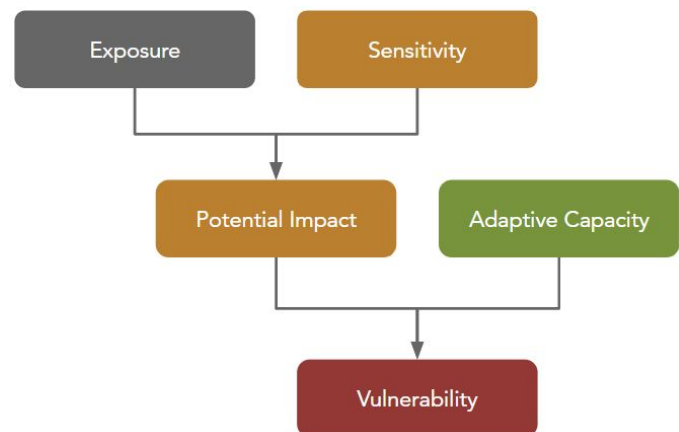 Exposure
Sensitivity
Potential Impact
Adaptive Capacity
Vulnerability